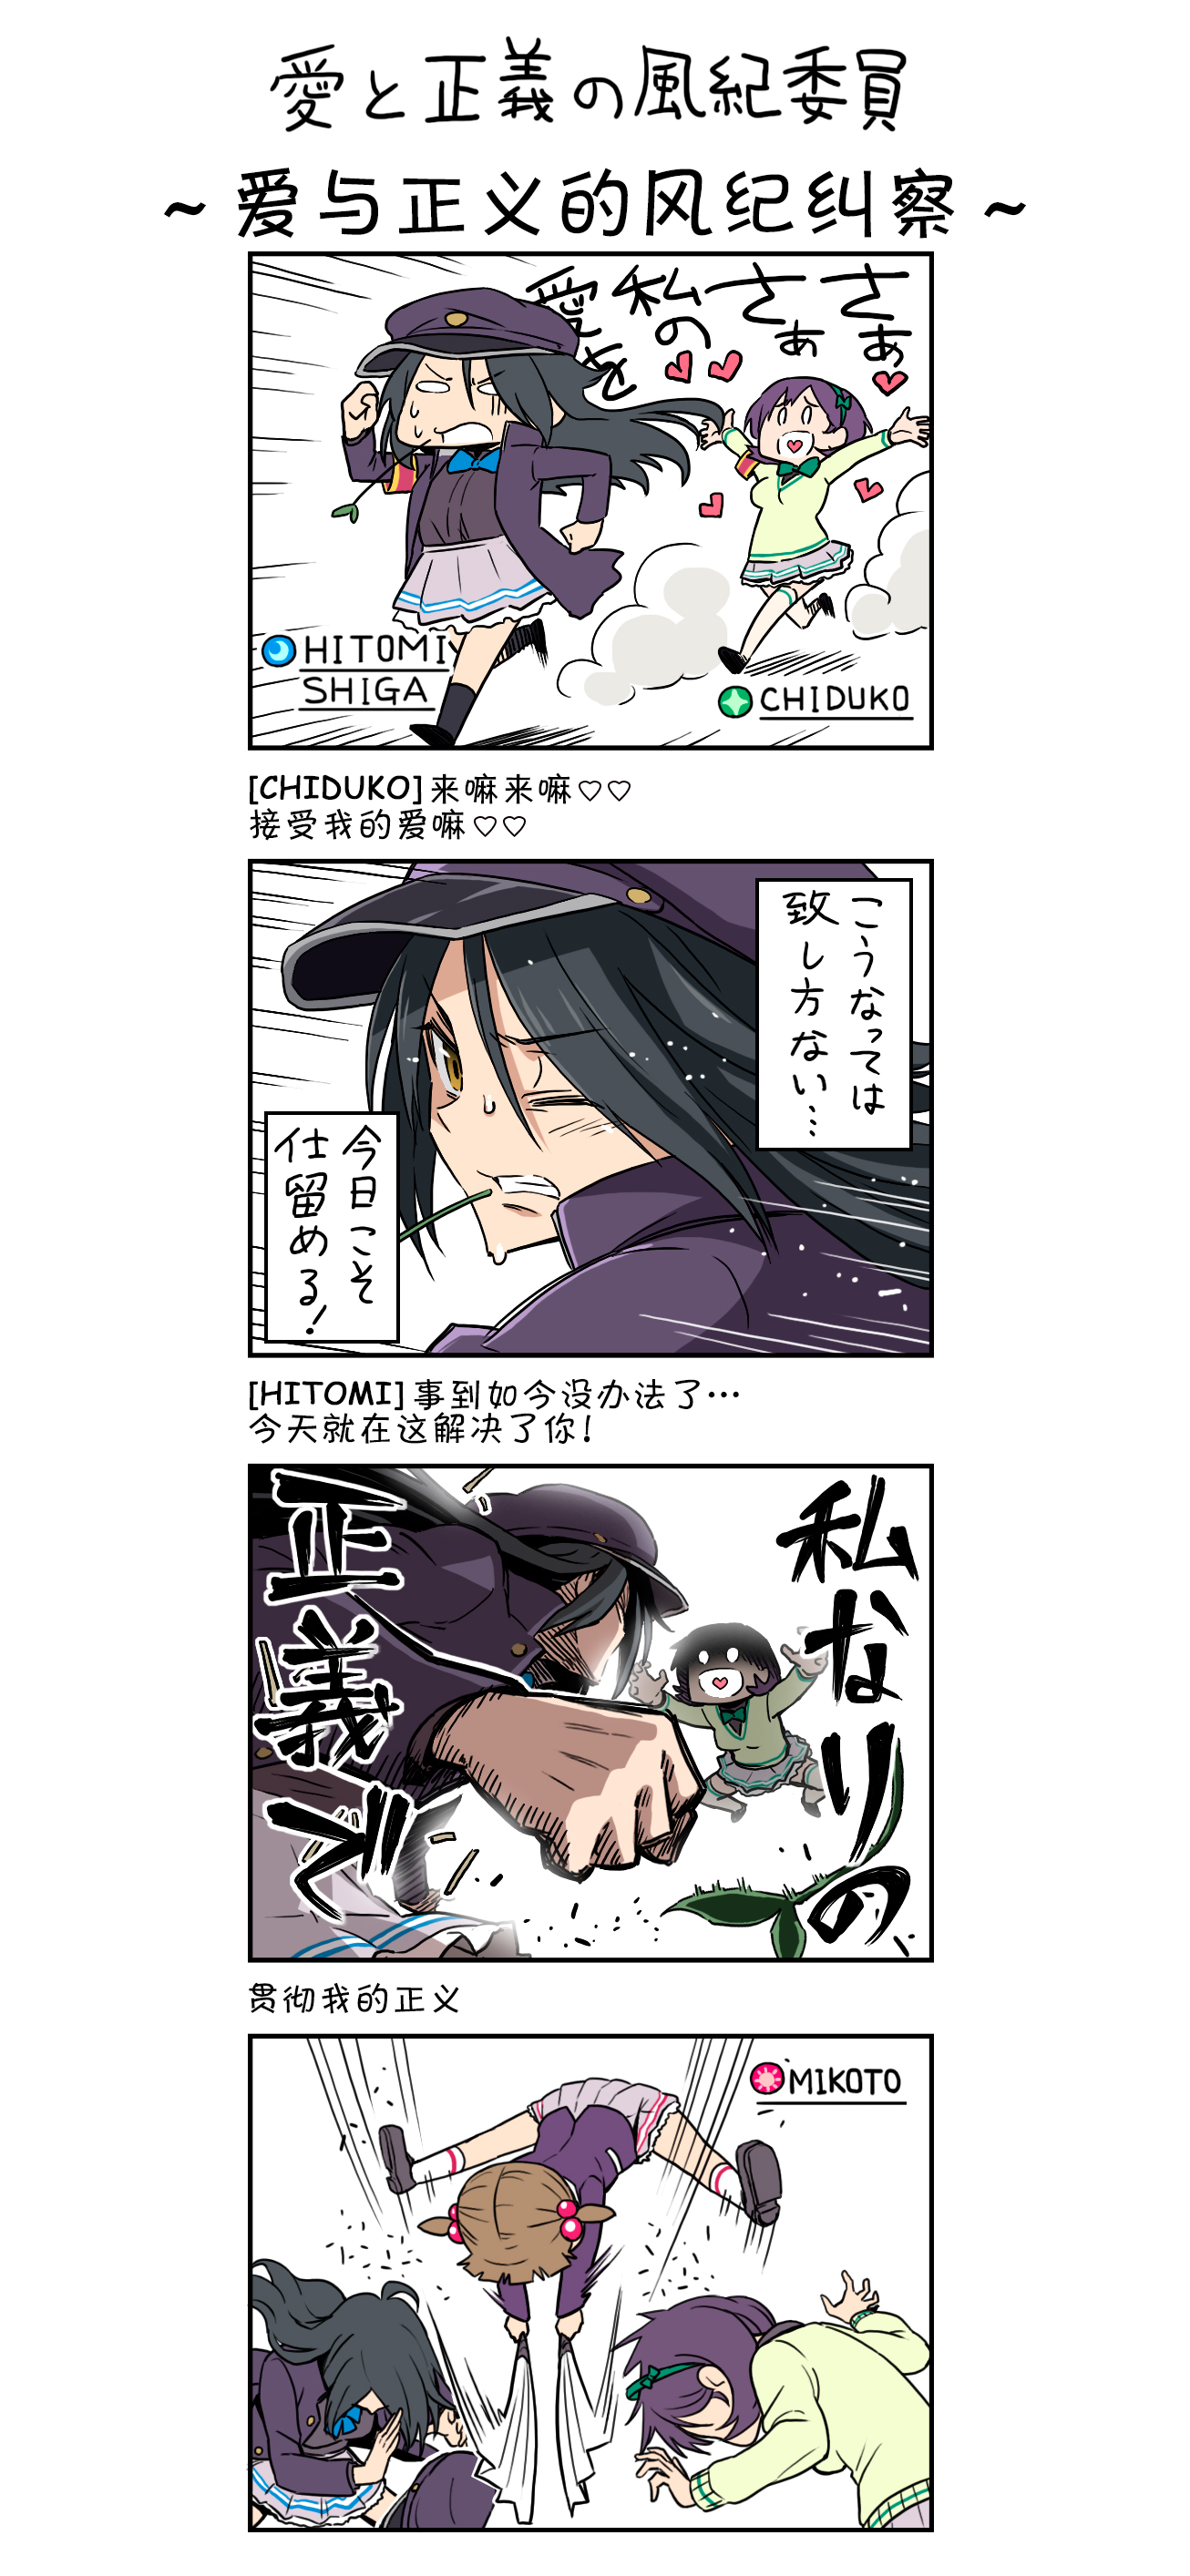 愛と正義の風紀委員
~爱与正义的风纪纠察~
さぁ
さぁ
私の
愛を
HITOMI
SHIGA
CHIDUKO
[CHIDUKO]来嘛来嘛♡♡
接受我的爱嘛♡♡
こうなっては
致し方ない…
今日こそ
仕留める!
[HITOMI]事到如今没办法了…
今天就在这解决了你!
私なりの、
正義で
贯彻我的正义
MIKOTO